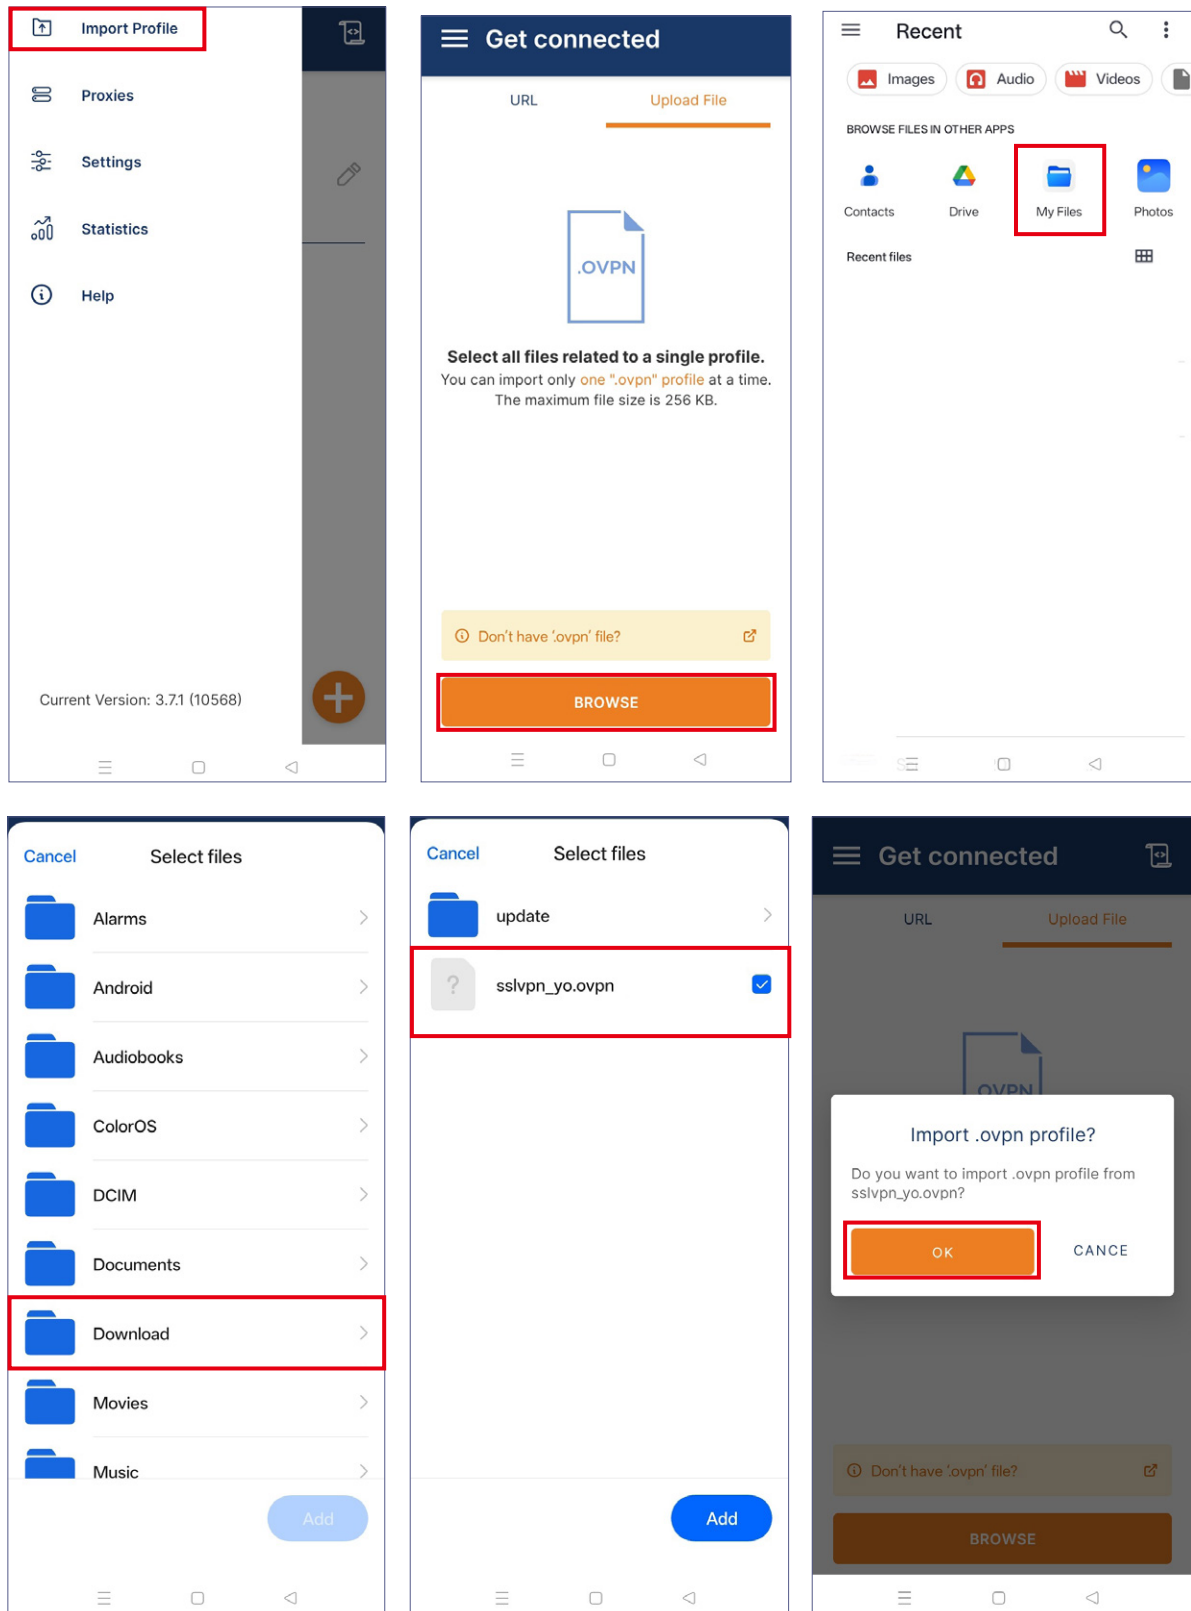 Import Profile
Proxies
Settings
Statistics
Help
Current Version: 3.7.1 (10568)
Get connected
URL
Upload File
.OVPN
Select all files related to a single profile.
You can import only one ".ovpn" profile at a time.
The maximum file size is 256 KB.
Don't have '.ovpn' file?
BROWSE
Recent
Images
Audio
Videos
BROWSE FILES IN OTHER APPS
Contacts
Drive
My Files
Photos
Recent files
Cancel
Select files
Alarms
Android
Audiobooks
ColorOS
DCIM
Documents
Download
Movies
Music
Add
Cancel
Select files
update
?
sslvpn_yo.ovpn
Add
Get connected
URL
Upload File
OVPN
Import .ovpn profile?
Do you want to import .ovpn profile from
sslvpn_yo.ovpn?
OK
CANCE
Don't have '.ovpn' file?
BROWSE